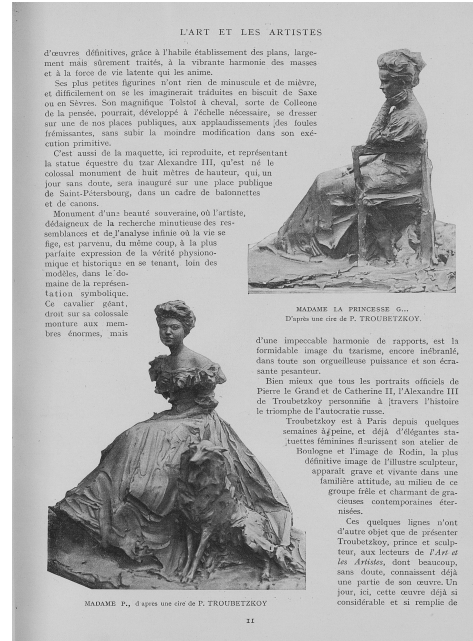 L'ART ET LES ARTISTES
d'œuvres définitives, grâce à l'habile établissement des plans, large-
ment mais sûrement traités, à la vibrante harmonie des masses
et à la force de vie latente qui les anime.
Ses plus petites figurines n'ont rien de minuscule et de mièvre,
et difficilement on se les imaginerait traduites en biscuit de Saxe
ou en Sèvres. Son magnifique Tolstoï à cheval, sorte de Colleone
de la pensée, pourrait, développé à l'échelle nécessaire, se dresser
sur une de nos places publiques, aux applaudissements des foules
frémissantes, sans subir la moindre modification dans son exé-
cution primitive.
C'est aussi de la maquette, ici reproduite, et représentant
la statue équestre du tzar Alexandre III, qu'est né le
colossal monument de huit mètres de hauteur, qui, un
jour sans doute, sera inauguré sur une place publique
de Saint-Pétersbourg, dans un cadre de baïonnettes
et de canons.
Monument d'une beauté souveraine, où l'artiste,
dédaigneux de la recherche minutieuse des res-
semblances et de l'analyse infinie où la vie se
fige, est parvenu, du même coup, à la plus
parfaite expression de la vérité physiono-
mique et historique en se tenant, loin des
modèles, dans le do-
maine de la représen-
tation symbolique.
Ce cavalier géant,
droit sur sa colossale
monture aux mem-
bres énormes, mais
MADAME LA PRINCESSE G...
D'après une cire de P. TROUBETZKOY.
d'une impeccable harmonie de rapports, est la
formidable image du tzarisme, encore inébranlé,
dans toute son orgueilleuse puissance et son écra-
sante pesanteur.
Bien mieux que tous les portraits officiels de
Pierre le Grand et de Catherine II, l'Alexandre III
de Troubetzkoy personnifie à travers l'histoire
le triomphe de l'autocratie russe.
Troubetzkoy est à Paris depuis quelques
semaines à peine, et déjà d'élégantes sta-
tuettes féminines fleurissent son atelier de
Boulogne et l'image de Rodin, la plus
définitive image de l'illustre sculpteur,
apparaît grave et vivante dans une
familière attitude, au milieu de ce
groupe frêle et charmant de gra-
cieuses contemporaines éter-
nisées.
Ces quelques lignes n'ont
d'autre objet que de présenter
Troubetzkoy, prince et sculp-
teur, aux lecteurs de l'Art et
les Artistes, dont beaucoup,
sans doute, connaissent déjà
une partie de son œuvre. Un
jour, ici, cette œuvre déjà si
considérable et si remplie de
MADAME P., d'après une cire de P. TROUBETZKOY
11